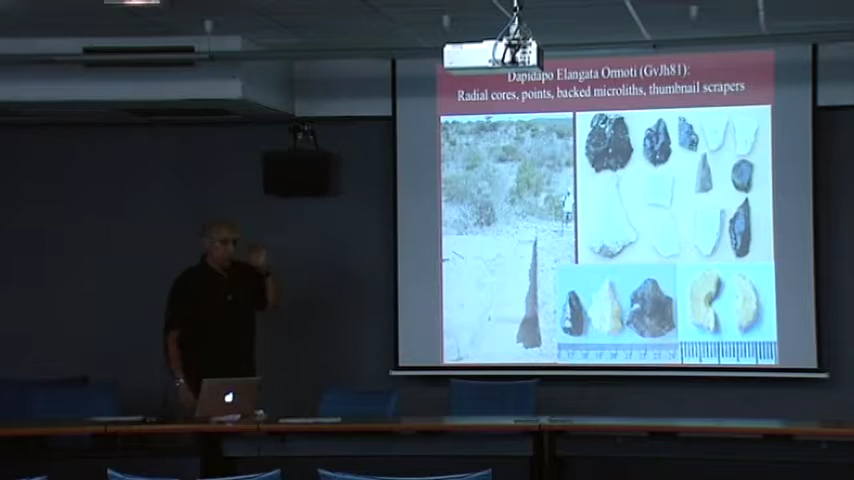 Dapidapo Elangata Ormoti (GvJh81):
Radial cores, points, backed microliths, thumbnail scrapers